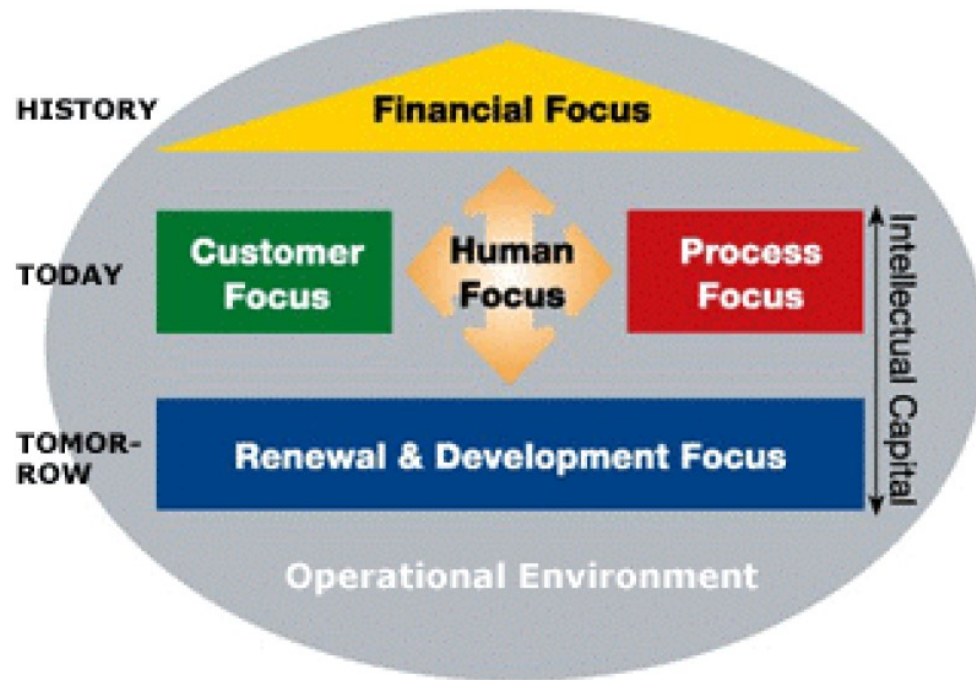 HISTORY
Financial Focus
TODAY
Customer
Focus
Human
Focus
Process
Focus
Intellectual Capital
TOMOR-
ROW
Renewal & Development Focus
Operational Environment